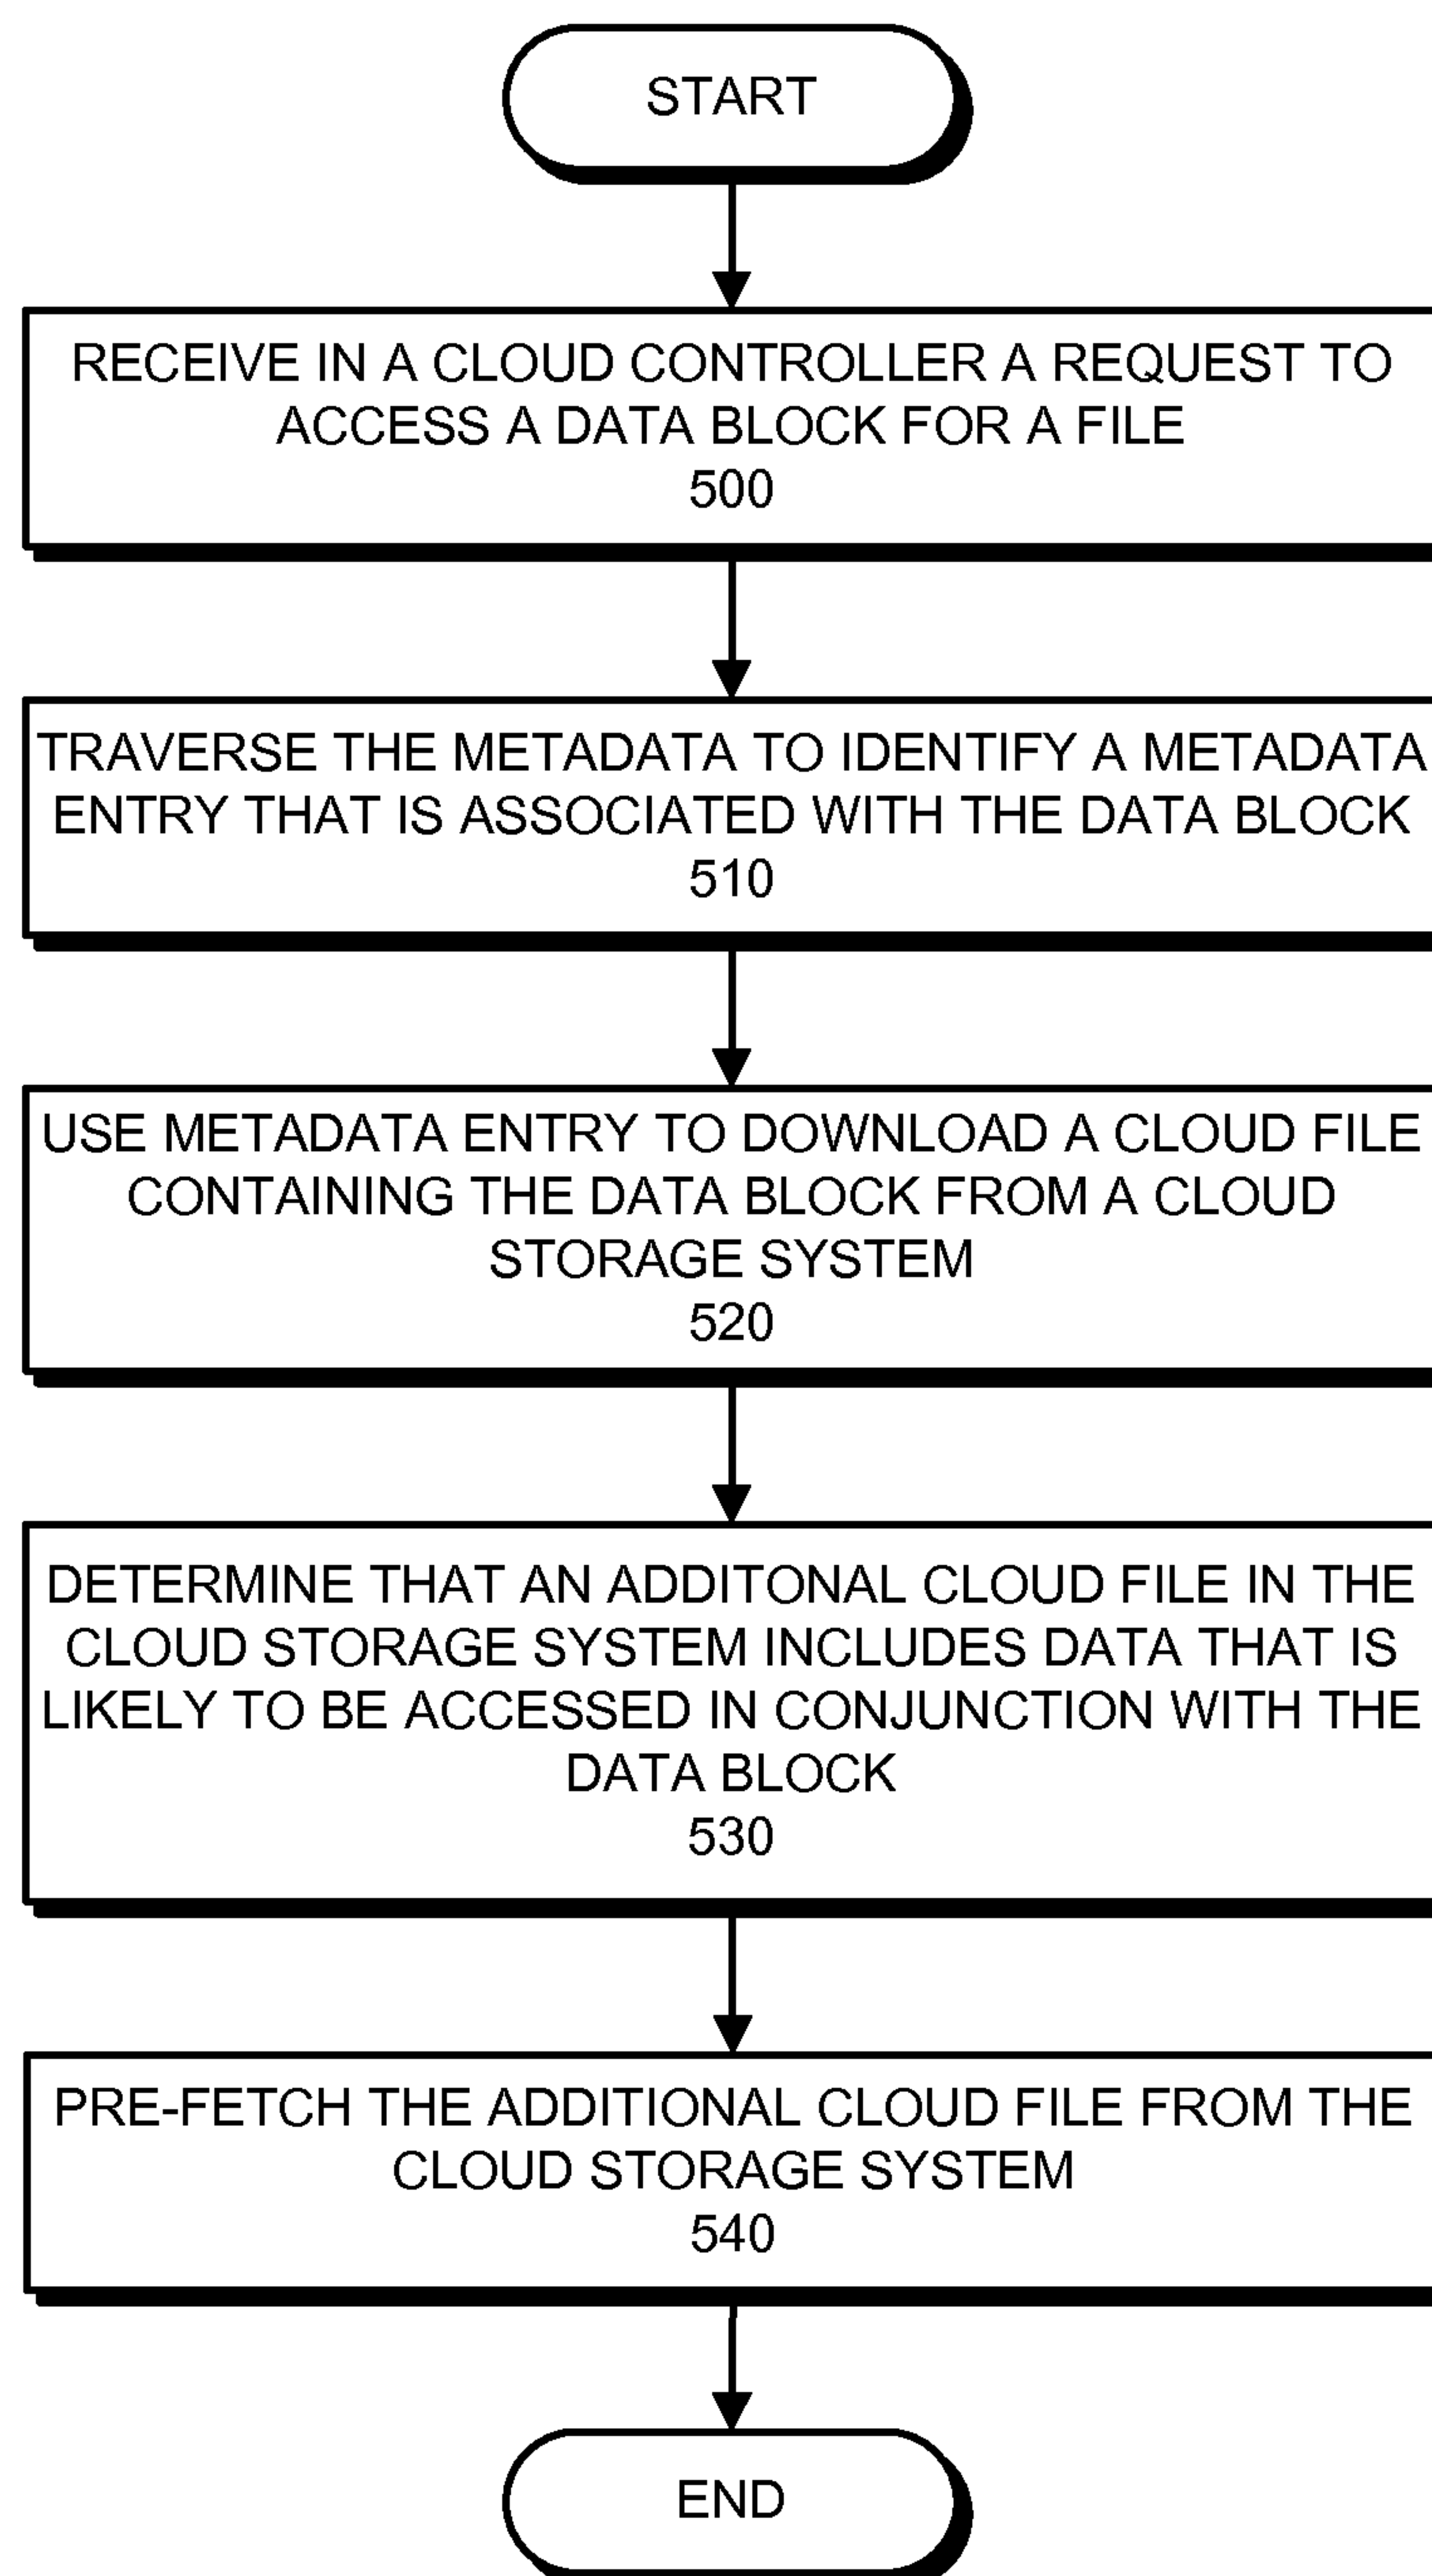 START
RECEIVE IN A CLOUD CONTROLLER A REQUEST TO
ACCESS A DATA BLOCK FOR A FILE
500
TRAVERSE THE METADATA TO IDENTIFY A METADATA
ENTRY THAT IS ASSOCIATED WITH THE DATA BLOCK
510
USE METADATA ENTRY TO DOWNLOAD A CLOUD FILE
CONTAINING THE DATA BLOCK FROM A CLOUD
STORAGE SYSTEM
520
DETERMINE THAT AN ADDITONAL CLOUD FILE IN THE
CLOUD STORAGE SYSTEM INCLUDES DATA THAT IS
LIKELY TO BE ACCESSED IN CONJUNCTION WITH THE
DATA BLOCK
530
PRE-FETCH THE ADDITIONAL CLOUD FILE FROM THE
CLOUD STORAGE SYSTEM
540
END